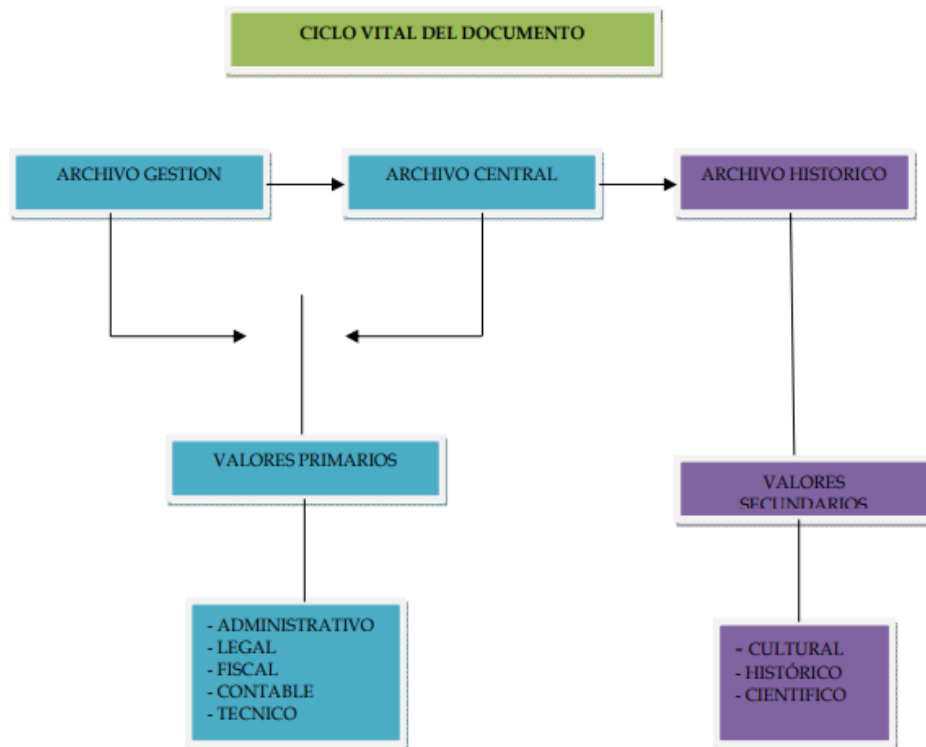 CICLO VITAL DEL DOCUMENTO
ARCHIVO GESTION
ARCHIVO CENTRAL
ARCHIVO HISTORICO
VALORES PRIMARIOS
VALORES
SECUNDARIOS
- ADMINISTRATIVO
- LEGAL
- FISCAL
- CONTABLE
- TECNICO
- CULTURAL
- HISTÓRICO
- CIENTIFICO